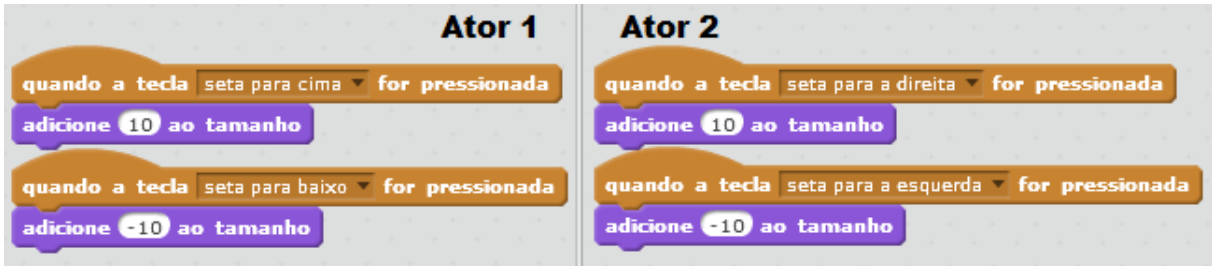 Ator 1
quando a tecla seta para cima for pressionada
adicione 10 ao tamanho
quando a tecla seta para baixo for pressionada
adicione -10 ao tamanho
Ator 2
quando a tecla seta para a direita for pressionada
adicione 10 ao tamanho
quando a tecla seta para a esquerda for pressionada
adicione -10 ao tamanho